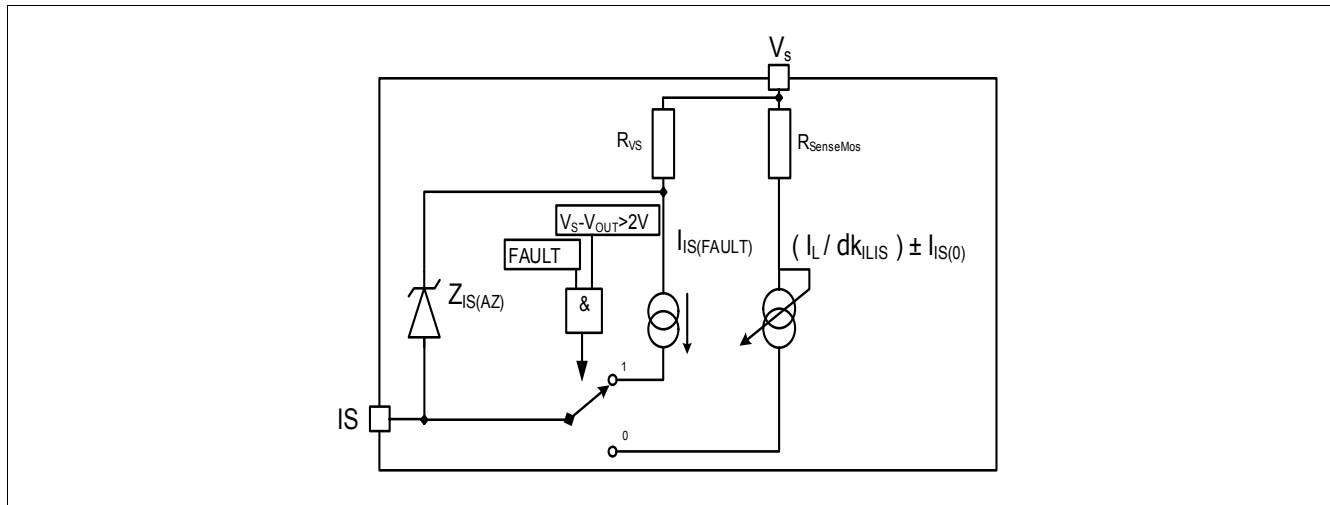 Vs
RVS
RSenseMos
VS-VOUT>2V
FAULT
IIS(FAULT)
( IL / dkILIS ) ± IIS(0)
ZIS(AZ)
&
1
IS
0